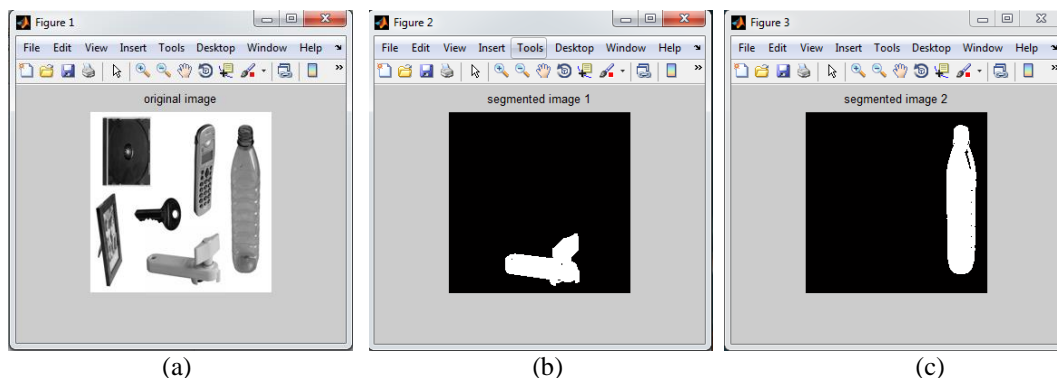 Figure 1
File Edit View Insert Tools Desktop Window Help
original image
(a)
Figure 2
File Edit View Insert Tools Desktop Window Help
segmented image 1
(b)
Figure 3
File Edit View Insert Tools Desktop Window Help
segmented image 2
(c)